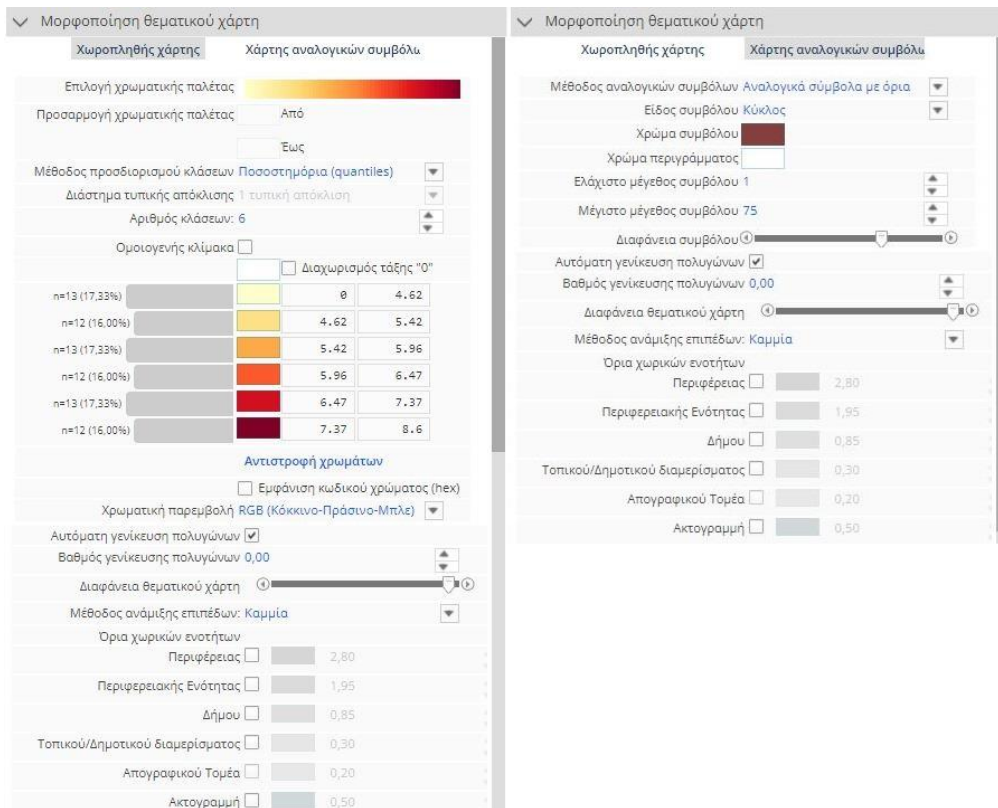 Μορφοποίηση θεματικού χάρτη
Χωροπληθής χάρτης Χάρτης αναλογικών συμβόλω
Επιλογή χρωματικής παλέτας
Προσαρμογή χρωματικής παλέτας Από
Έως
Μέθοδος προσδιορισμού κλάσεων Ποσοστημόρια (quantiles)
Διάστημα τυπικής απόκλισης 1 τυπική απόκλιση
Αριθμός κλάσεων: 6
Ομοιογενής κλίμακα
Διαχωρισμός τάξης "0"
n=13 (17,33%) 0 4.62
n=12 (16,00%) 4.62 5.42
n=13 (17,33%) 5.42 5.96
n=12 (16,00%) 5.96 6.47
n=13 (17,33%) 6.47 7.37
n=12 (16,00%) 7.37 8.6
Αντιστροφή χρωμάτων
Εμφάνιση κωδικού χρώματος (hex)
Χρωματική παρεμβολή RGB (Κόκκινο-Πράσινο-Μπλε)
Αυτόματη γενίκευση πολυγώνων
Βαθμός γενίκευσης πολυγώνων 0,00
Διαφάνεια θεματικού χάρτη
Μέθοδος ανάμιξης επιπέδων: Καμμία
Όρια χωρικών ενοτήτων
Περιφέρειας 2,80
Περιφερειακής Ενότητας 1,95
Δήμου 0,85
Τοπικού/Δημοτικού διαμερίσματος 0,30
Απογραφικού Τομέα 0,20
Ακτογραμμή 0,50
Μορφοποίηση θεματικού χάρτη
Χωροπληθής χάρτης Χάρτης αναλογικών συμβόλω
Μέθοδος αναλογικών συμβόλων Αναλογικά σύμβολα με όρια
Είδος συμβόλου Κύκλος
Χρώμα συμβόλου
Χρώμα περιγράμματος
Ελάχιστο μέγεθος συμβόλου 1
Μέγιστο μέγεθος συμβόλου 75
Διαφάνεια συμβόλου
Αυτόματη γενίκευση πολυγώνων
Βαθμός γενίκευσης πολυγώνων 0,00
Διαφάνεια θεματικού χάρτη
Μέθοδος ανάμιξης επιπέδων: Καμμία
Όρια χωρικών ενοτήτων
Περιφέρειας 2,80
Περιφερειακής Ενότητας 1,95
Δήμου 0,85
Τοπικού/Δημοτικού διαμερίσματος 0,30
Απογραφικού Τομέα 0,20
Ακτογραμμή 0,50